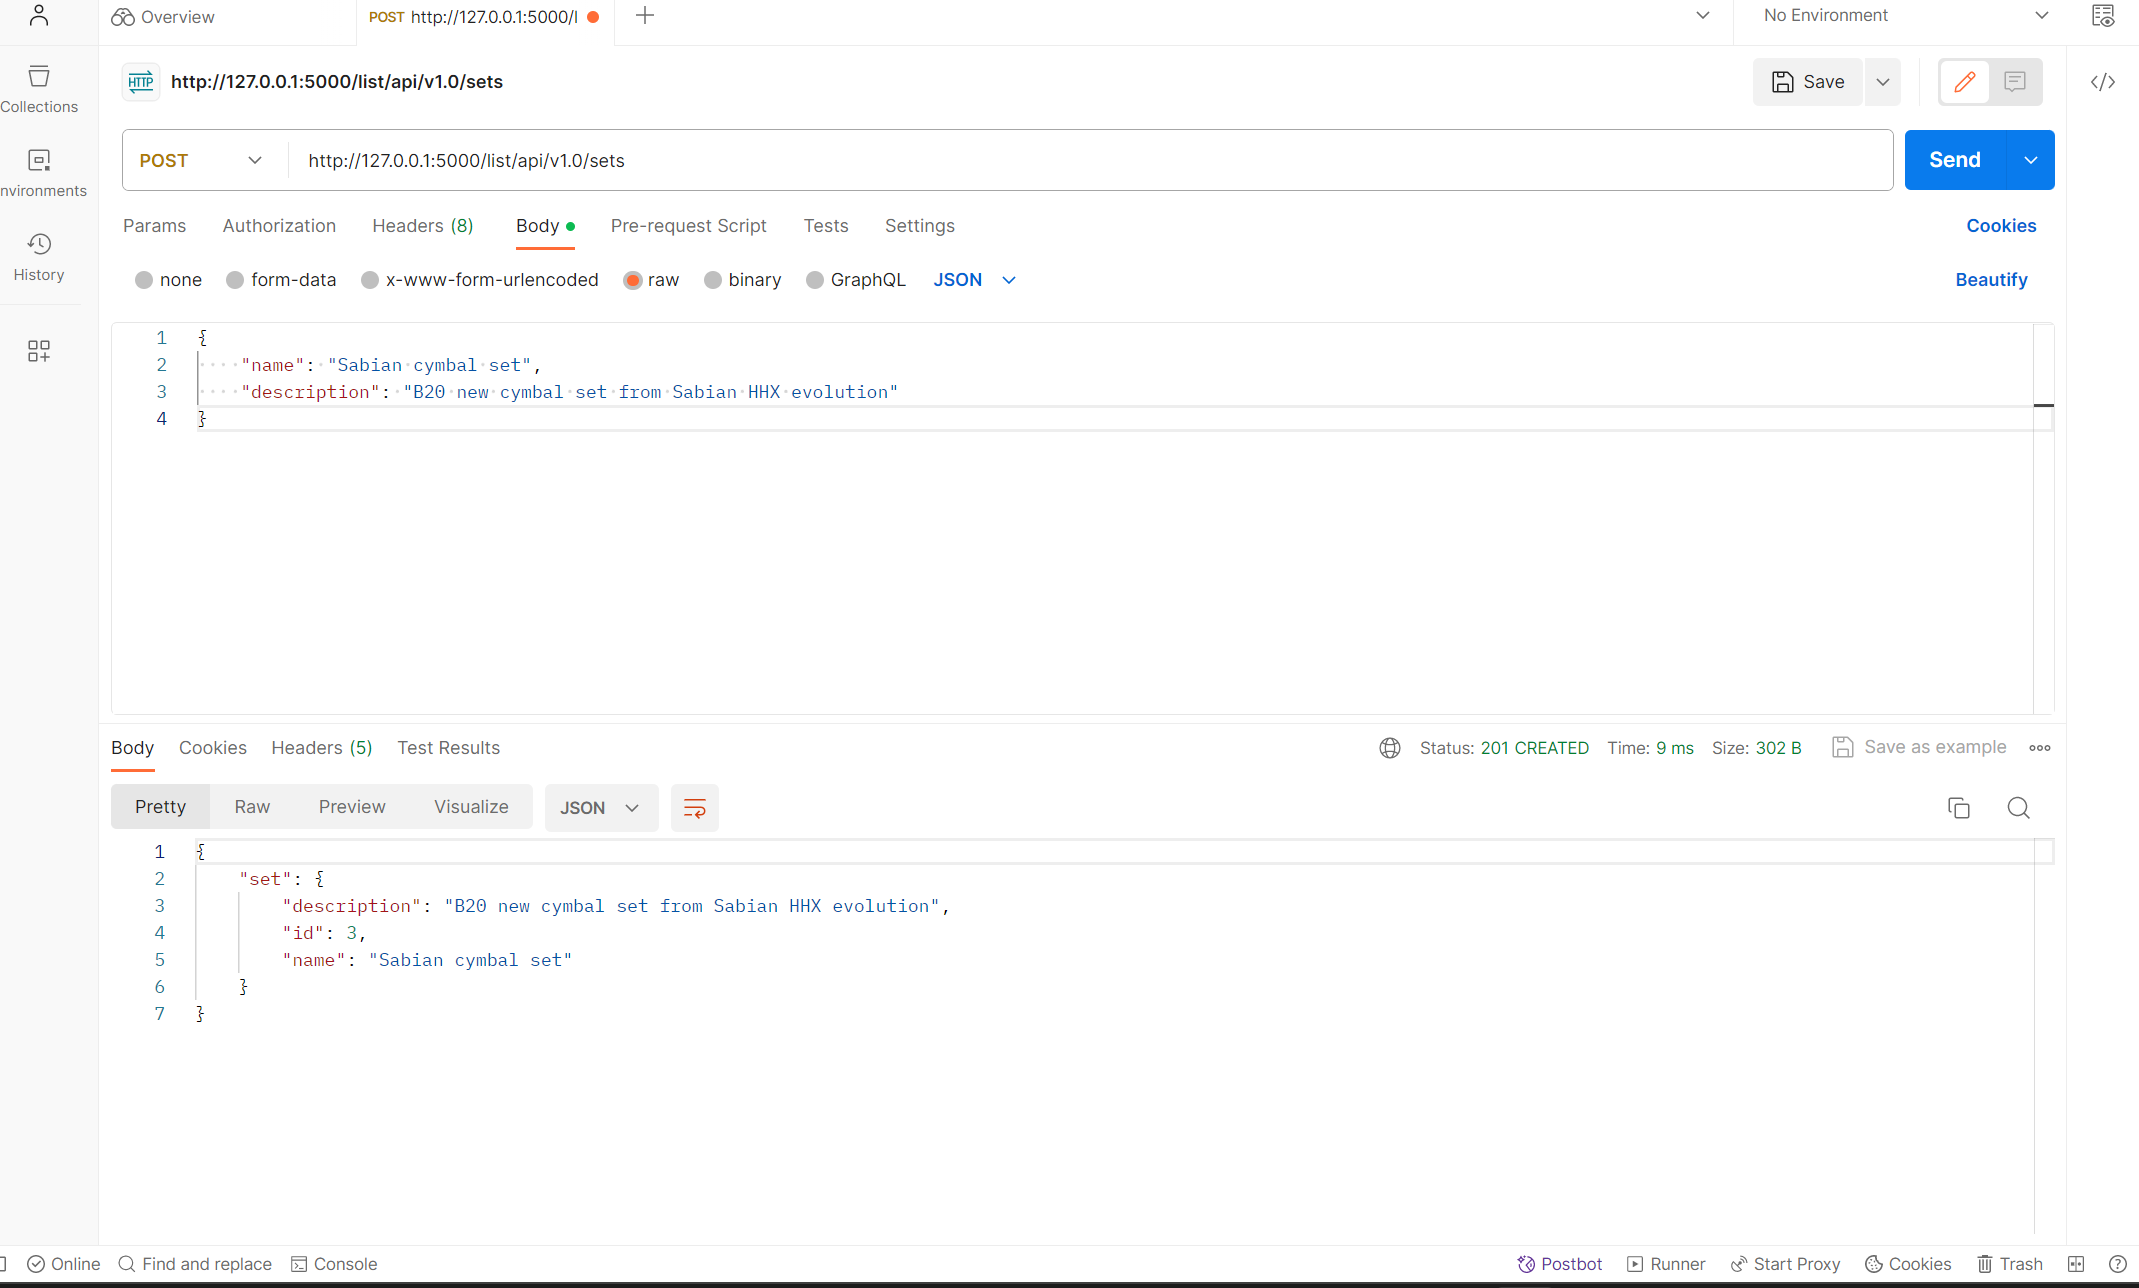 Overview
POST http://127.0.0.1:5000/l
No Environment
HTTP http://127.0.0.1:5000/list/api/v1.0/sets
Save
Collections
POST http://127.0.0.1:5000/list/api/v1.0/sets
Send
nvironments
Params Authorization Headers (8) Body Pre-request Script Tests Settings Cookies
History
none form-data x-www-form-urlencoded raw binary GraphQL JSON Beautify
1 {
2 "name": "Sabian cymbal set",
3 "description": "B20 new cymbal set from Sabian HHX evolution"
4 }
Body Cookies Headers (5) Test Results Status: 201 CREATED Time: 9 ms Size: 302 B Save as example
Pretty Raw Preview Visualize JSON
1 {
2 "set": {
3 "description": "B20 new cymbal set from Sabian HHX evolution",
4 "id": 3,
5 "name": "Sabian cymbal set"
6 }
7 }
Online Find and replace Console Postbot Runner Start Proxy Cookies Trash